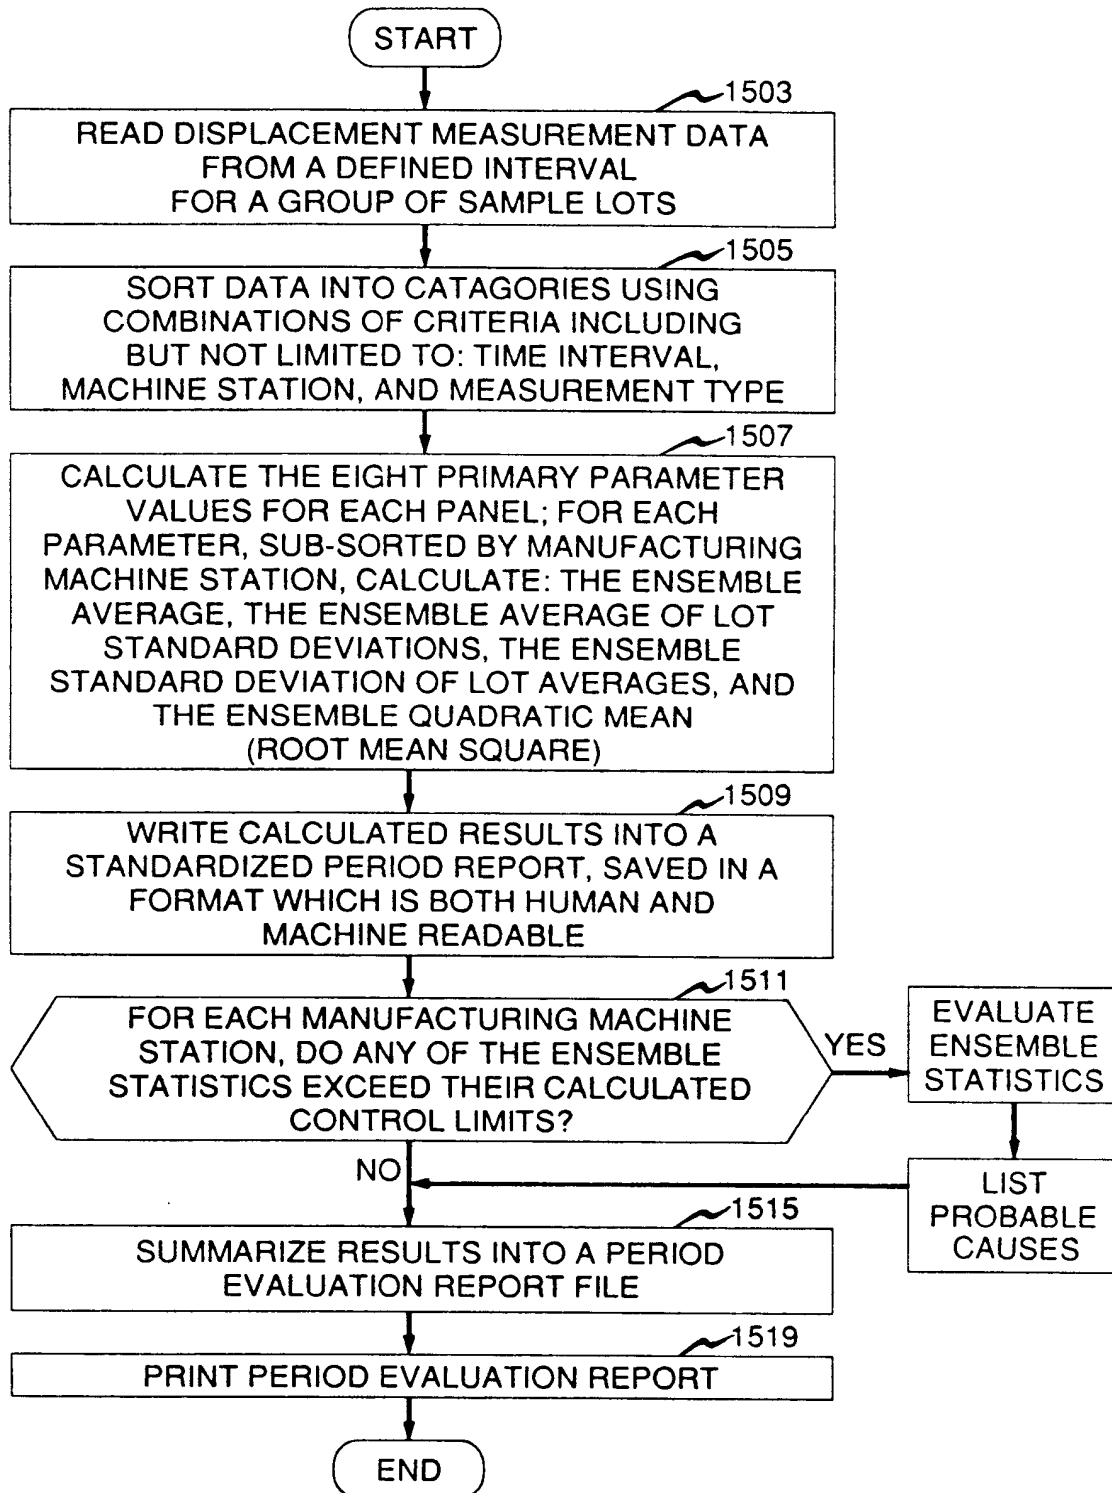 START
1503
READ DISPLACEMENT MEASUREMENT DATA
FROM A DEFINED INTERVAL
FOR A GROUP OF SAMPLE LOTS
1505
SORT DATA INTO CATAGORIES USING
COMBINATIONS OF CRITERIA INCLUDING
BUT NOT LIMITED TO: TIME INTERVAL,
MACHINE STATION, AND MEASUREMENT TYPE
1507
CALCULATE THE EIGHT PRIMARY PARAMETER
VALUES FOR EACH PANEL; FOR EACH
PARAMETER, SUB-SORTED BY MANUFACTURING
MACHINE STATION, CALCULATE: THE ENSEMBLE
AVERAGE, THE ENSEMBLE AVERAGE OF LOT
STANDARD DEVIATIONS, THE ENSEMBLE
STANDARD DEVIATION OF LOT AVERAGES, AND
THE ENSEMBLE QUADRATIC MEAN
(ROOT MEAN SQUARE)
1509
WRITE CALCULATED RESULTS INTO A
STANDARDIZED PERIOD REPORT, SAVED IN A
FORMAT WHICH IS BOTH HUMAN AND
MACHINE READABLE
1511
FOR EACH MANUFACTURING MACHINE
STATION, DO ANY OF THE ENSEMBLE
STATISTICS EXCEED THEIR CALCULATED
CONTROL LIMITS?
YES
EVALUATE
ENSEMBLE
STATISTICS
NO
LIST
PROBABLE
CAUSES
1515
SUMMARIZE RESULTS INTO A PERIOD
EVALUATION REPORT FILE
1519
PRINT PERIOD EVALUATION REPORT
END